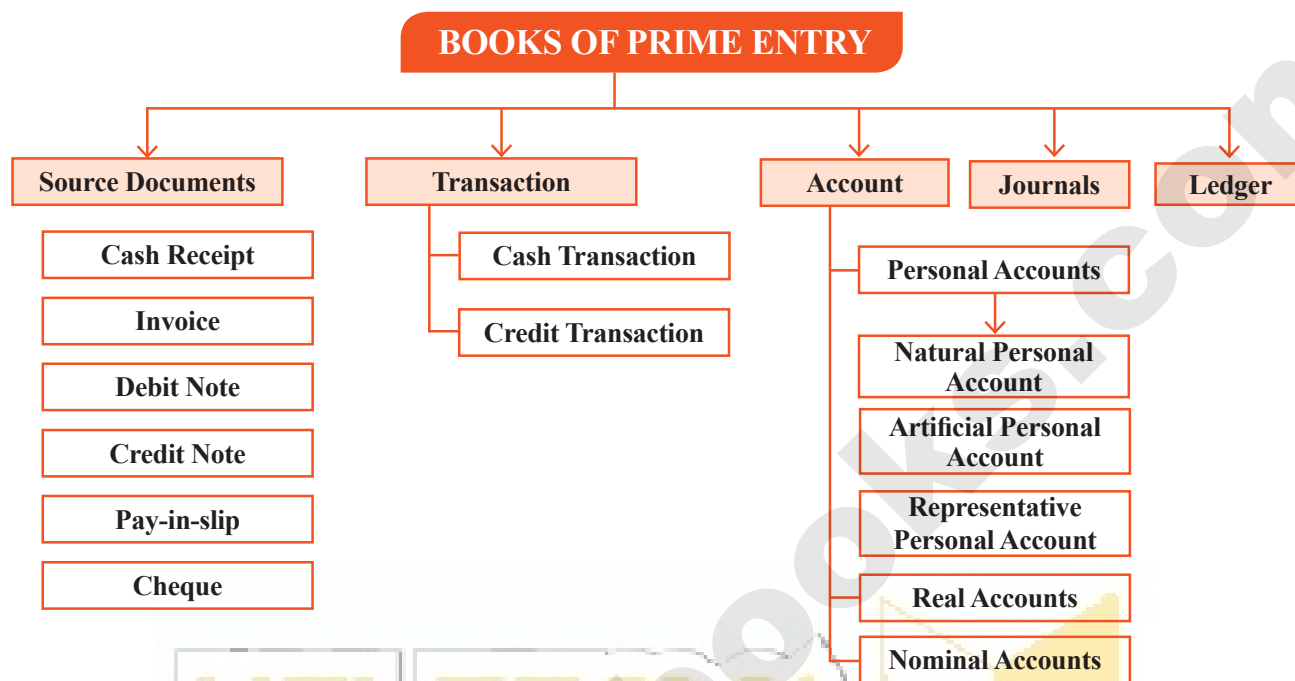 BOOKS OF PRIME ENTRY
Source Documents
Transaction
Account
Journals
Ledger
Cash Receipt
Invoice
Debit Note
Credit Note
Pay-in-slip
Cheque
Cash Transaction
Credit Transaction
Personal Accounts
Natural Personal
Account
Artificial Personal
Account
Representative
Personal Account
Real Accounts
Nominal Accounts
ooks.com